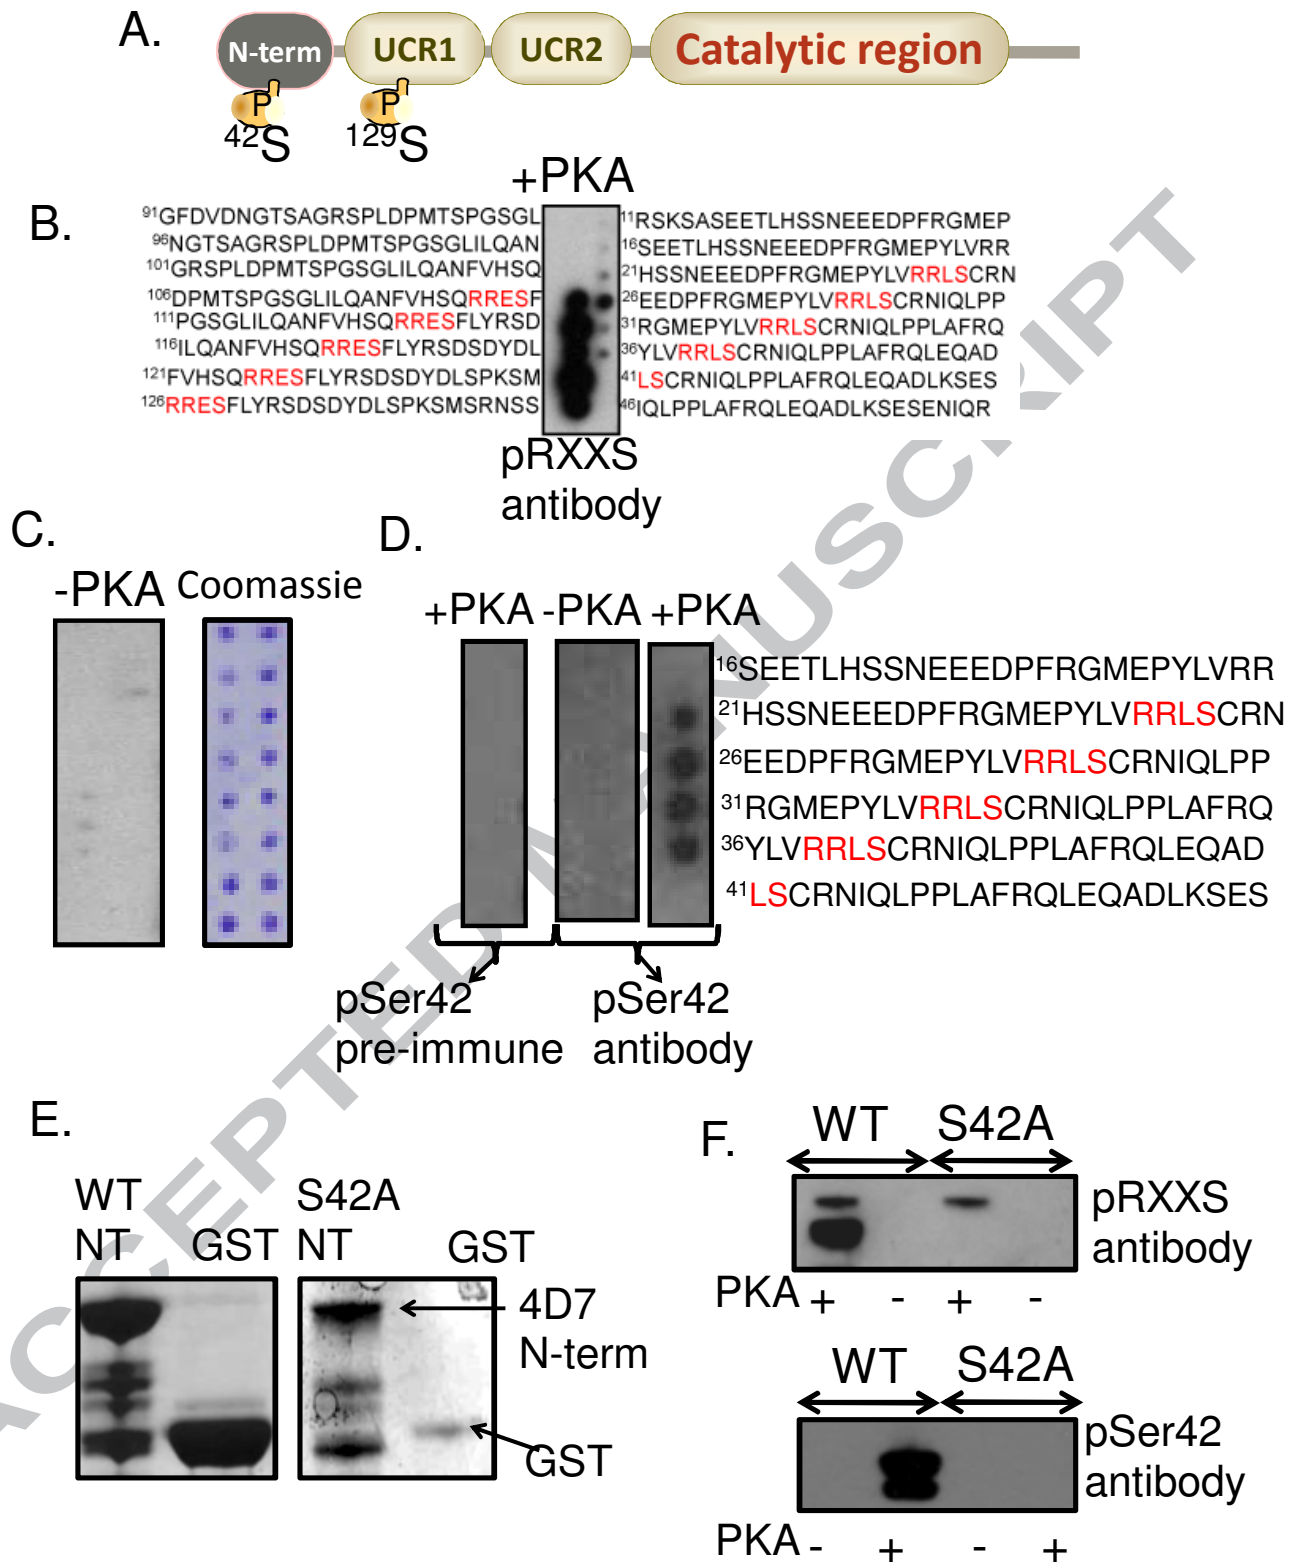 A.
N-term UCR1 UCR2 Catalytic region
P P
42S 129S
+PKA
B.
91GFDVDNGTSAGRSPLDPMTSPGSGL
96NGTSAGRSPLDPMTSPGSGLILQAN
101GRSPLDPMTSPGSGLILQANFVHSQ
106DPMTSPGSGLILQANFVHSQRRESF
111PGSGLILQANFVHSQRRESFLYRSD
116ILQANFVHSQRRESFLYRSDSDYDL
121FVHSQRRESFLYRSDSDYDLSPKSM
126RRESFLYRSDSDYDLSPKSMSRNSS
11RSKSASEETLHSSNEEEDPFRGMEP
16SEETLHSSNEEEDPFRGMEPYLVRR
21HSSNEEEDPFRGMEPYLVRRLSCRN
26EEDPFRGMEPYLVRRLSCRNIQLPP
31RGMEPYLVRRLSCRNIQLPPLAFRQ
36YLVRRLSCRNIQLPPLAFRQLEQAD
41LSCRNIQLPPLAFRQLEQADLKSES
46IQLPPLAFRQLEQADLKSESENIQR
pRXXS
antibody
C.
-PKA Coomassie
D.
+PKA -PKA +PKA
16SEETLHSSNEEEDPFRGMEPYLVRR
21HSSNEEEDPFRGMEPYLVRRLSCRN
26EEDPFRGMEPYLVRRLSCRNIQLPP
31RGMEPYLVRRLSCRNIQLPPLAFRQ
36YLVRRLSCRNIQLPPLAFRQLEQAD
41LSCRNIQLPPLAFRQLEQADLKSES
pSer42
pre-immune
pSer42
antibody
E.
WT
NT GST
S42A
NT GST
4D7
N-term
GST
F.
WT S42A
pRXXS
antibody
PKA + - + -
WT S42A
pSer42
antibody
PKA - + - +
ACCEPTED MANUSCRIPT